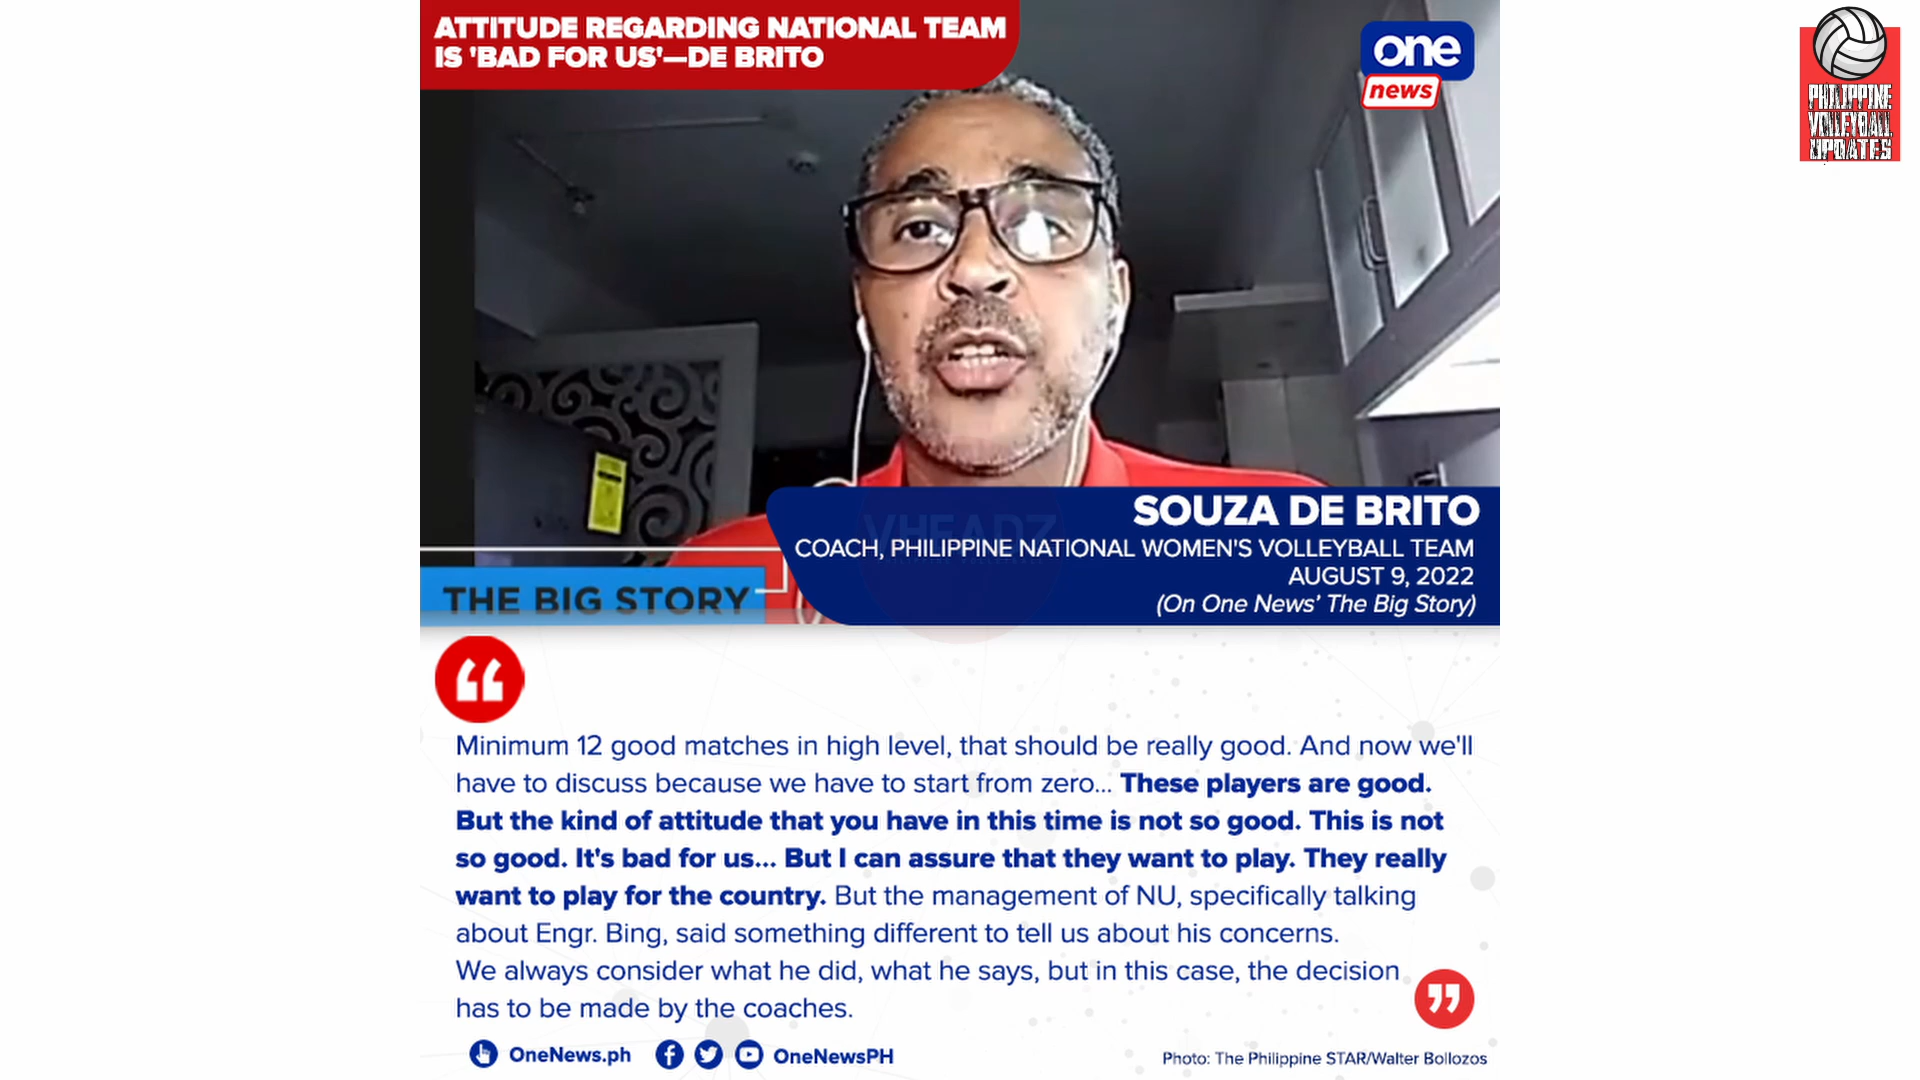 ATTITUDE REGARDING NATIONAL TEAM
IS 'BAD FOR US'—DE BRITO
one
news
PHILIPPINE
VOLLEYBALL
UPDATES
VHEADZ
SOUZA DE BRITO
COACH, PHILIPPINE NATIONAL WOMEN'S VOLLEYBALL TEAM
AUGUST 9, 2022
(On One News' The Big Story)
THE BIG STORY
Minimum 12 good matches in high level, that should be really good. And now we'll
have to discuss because we have to start from zero... These players are good.
But the kind of attitude that you have in this time is not so good. This is not
so good. It's bad for us... But I can assure that they want to play. They really
want to play for the country. But the management of NU, specifically talking
about Engr. Bing, said something different to tell us about his concerns.
We always consider what he did, what he says, but in this case, the decision
has to be made by the coaches.
OneNews.ph
OneNewsPH
Photo: The Philippine STAR/Walter Bollozos